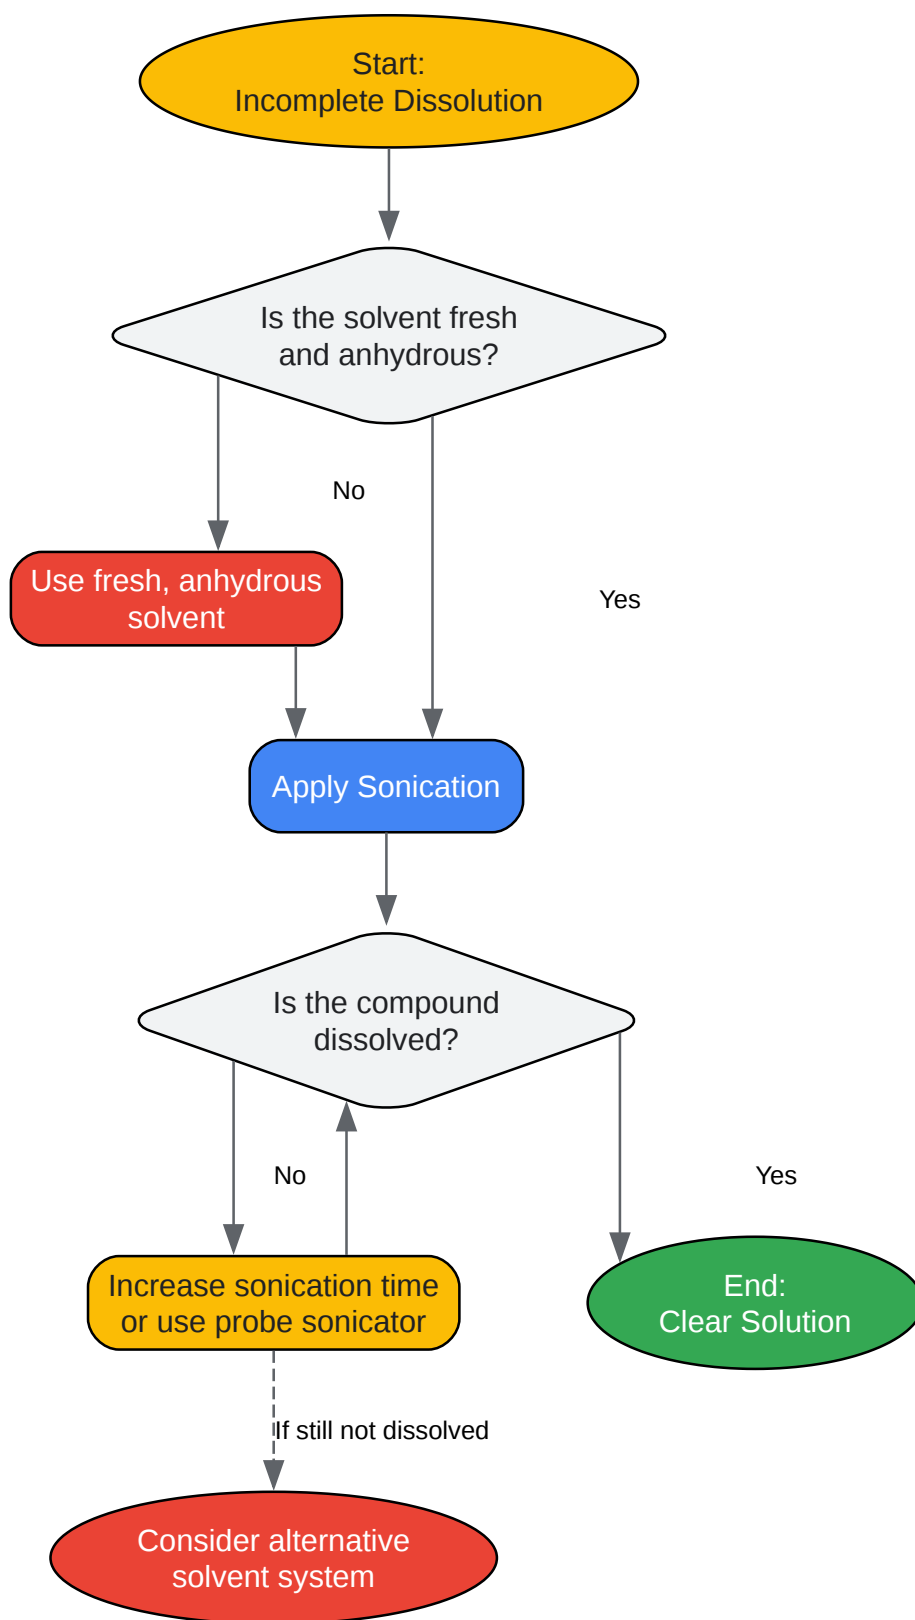 Start:
Incomplete Dissolution
Is the solvent fresh
and anhydrous?
No
Use fresh, anhydrous
solvent
Yes
Apply Sonication
Is the compound
dissolved?
No
Yes
Increase sonication time
or use probe sonicator
End:
Clear Solution
If still not dissolved
Consider alternative
solvent system